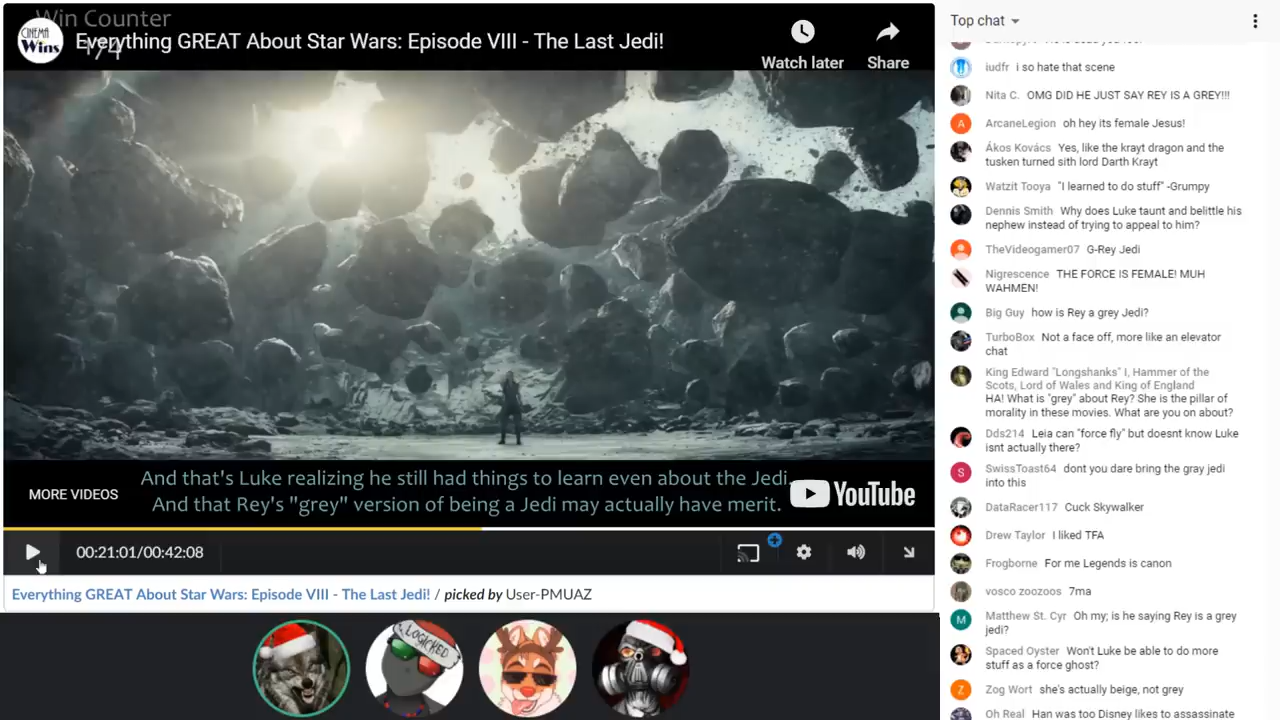 Win Counter
174
CINEMA
Wins
Everything GREAT About Star Wars: Episode VIII - The Last Jedi!
Watch later
Share
And that's Luke realizing he still had things to learn even about the Jedi.
And that Rey's "grey" version of being a Jedi may actually have merit.
MORE VIDEOS
YouTube
00:21:01/00:42:08
Everything GREAT About Star Wars: Episode VIII - The Last Jedi! / picked by User-PMUAZ
LOGICKED
Top chat
iudfr i so hate that scene
Nita C. OMG DID HE JUST SAY REY IS A GREY!!!
A ArcaneLegion oh hey its female Jesus!
Ákos Kovács Yes, like the krayt dragon and the
tusken turned sith lord Darth Krayt
Watzit Tooya "I learned to do stuff" -Grumpy
Dennis Smith Why does Luke taunt and belittle his
nephew instead of trying to appeal to him?
TheVideogamer07 G-Rey Jedi
Nigrescence THE FORCE IS FEMALE! MUH
WAHMEN!
Big Guy how is Rey a grey Jedi?
TurboBox Not a face off, more like an elevator
chat
King Edward "Longshanks" I, Hammer of the
Scots, Lord of Wales and King of England
HA! What is "grey" about Rey? She is the pillar of
morality in these movies. What are you on about?
Dds214 Leia can "force fly" but doesnt know Luke
isnt actually there?
S SwissToast64 dont you dare bring the gray jedi
into this
DataRacer117 Cuck Skywalker
Drew Taylor I liked TFA
Frogborne For me Legends is canon
vosco zoozoos 7ma
M Matthew St. Cyr Oh my; is he saying Rey is a grey
jedi?
Spaced Oyster Won't Luke be able to do more
stuff as a force ghost?
Z Zog Wort she's actually beige, not grey
Oh Real Han was too Disney likes to assassinate